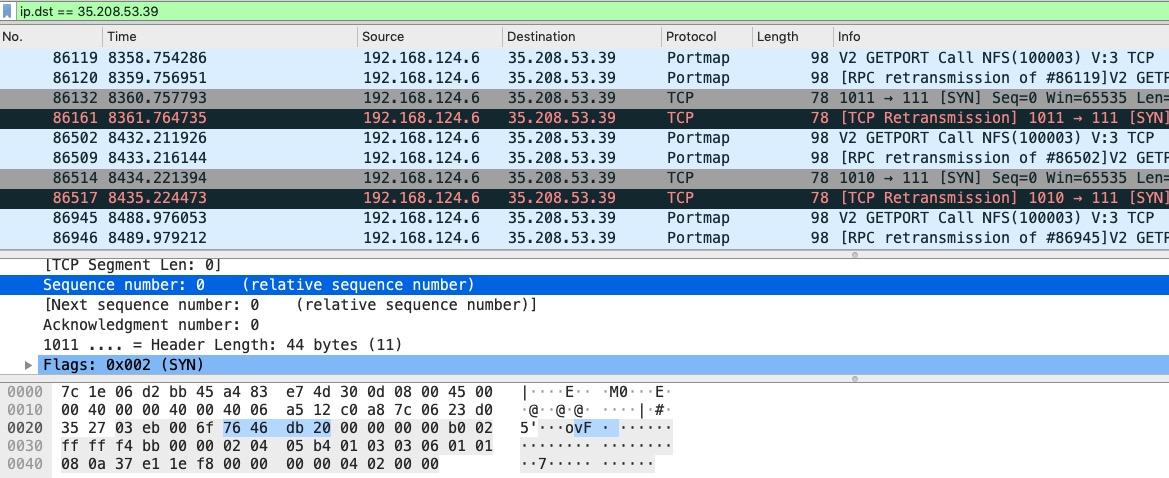 ip.dst == 35.208.53.39
No. Time Source Destination Protocol Length Info
86119 8358.754286 192.168.124.6 35.208.53.39 Portmap 98 V2 GETPORT Call NFS(100003) V:3 TCP
86120 8359.756951 192.168.124.6 35.208.53.39 Portmap 98 [RPC retransmission of #86119]V2 GETP
86132 8360.757793 192.168.124.6 35.208.53.39 TCP 78 1011 → 111 [SYN] Seq=0 Win=65535 Len=
86161 8361.764735 192.168.124.6 35.208.53.39 TCP 78 [TCP Retransmission] 1011 → 111 [SYN]
86502 8432.211926 192.168.124.6 35.208.53.39 Portmap 98 V2 GETPORT Call NFS(100003) V:3 TCP
86509 8433.216144 192.168.124.6 35.208.53.39 Portmap 98 [RPC retransmission of #86502]V2 GETP
86514 8434.221394 192.168.124.6 35.208.53.39 TCP 78 1010 → 111 [SYN] Seq=0 Win=65535 Len=
86517 8435.224473 192.168.124.6 35.208.53.39 TCP 78 [TCP Retransmission] 1010 → 111 [SYN]
86945 8488.976053 192.168.124.6 35.208.53.39 Portmap 98 V2 GETPORT Call NFS(100003) V:3 TCP
86946 8489.979212 192.168.124.6 35.208.53.39 Portmap 98 [RPC retransmission of #86945]V2 GETP
[TCP Segment Len: 0]
Sequence number: 0 (relative sequence number)
[Next sequence number: 0 (relative sequence number)]
Acknowledgment number: 0
1011 .... = Header Length: 44 bytes (11)
Flags: 0x002 (SYN)
0000 7c 1e 06 d2 bb 45 a4 83 e7 4d 30 0d 08 00 45 00 |····E·· ·M0···E·
0010 00 40 00 00 40 00 40 06 a5 12 c0 a8 7c 06 23 d0 ·@··@·@· ····|·#·
0020 35 27 03 eb 00 6f 76 46 db 20 00 00 00 00 b0 02 5'···ovF · ······
0030 ff ff f4 bb 00 00 02 04 05 b4 01 03 03 06 01 01 ········ ········
0040 08 0a 37 e1 1e f8 00 00 00 00 04 02 00 00 ··7····· ······